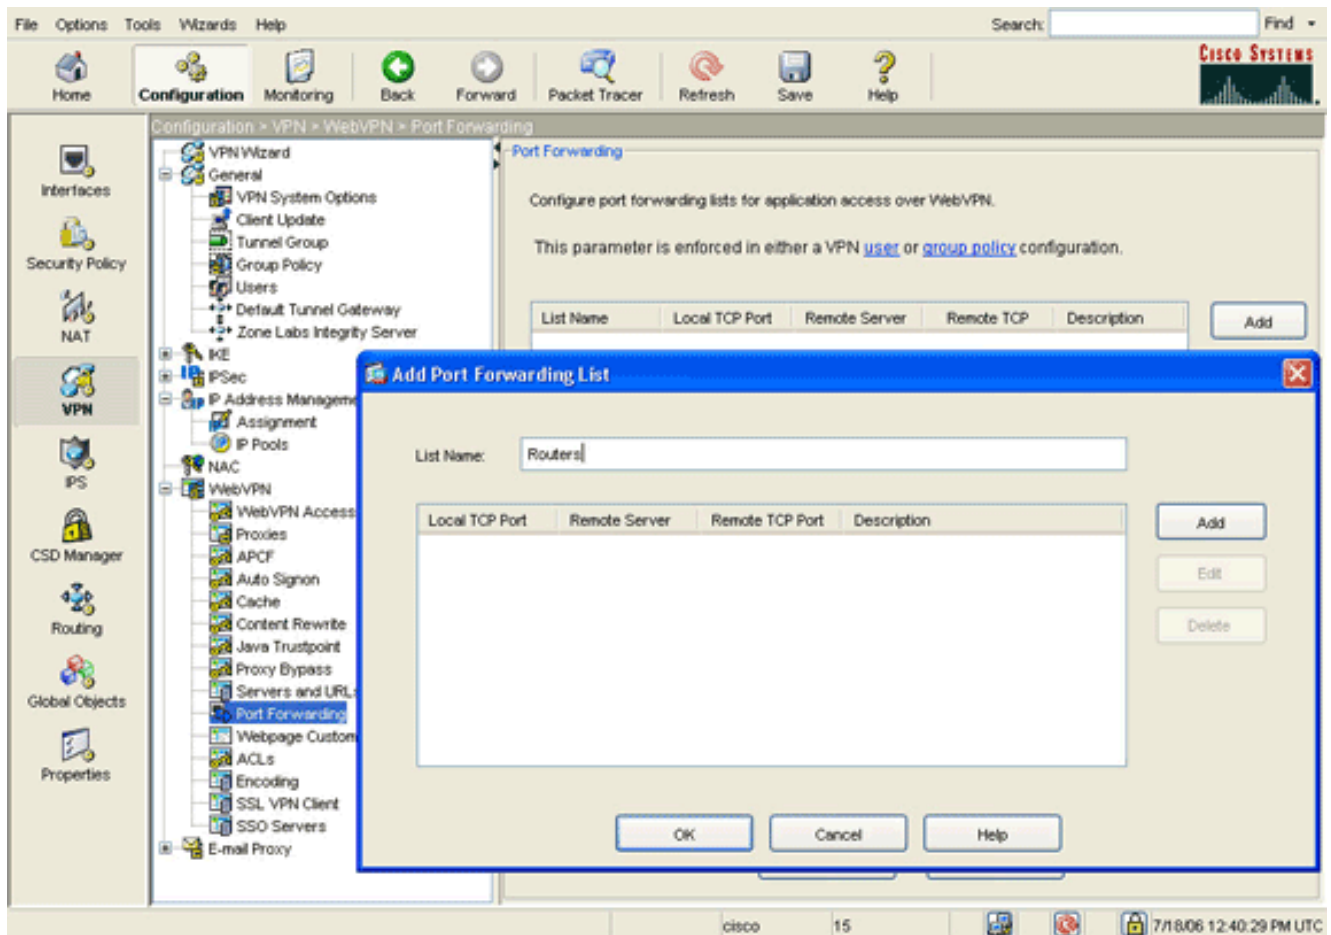 File Options Tools Wizards Help Search: Find
CISCO SYSTEMS
Home Configuration Monitoring Back Forward Packet Tracer Refresh Save Help
Configuration > VPN > WebVPN > Port Forwarding
Interfaces
Security Policy
NAT
VPN
IPS
CSD Manager
Routing
Global Objects
Properties
VPN Wizard
General
VPN System Options
Client Update
Tunnel Group
Group Policy
Users
Default Tunnel Gateway
Zone Labs Integrity Server
IKE
IPSec
IP Address Manageme
Assignment
IP Pools
NAC
WebVPN
WebVPN Access
Proxies
APCF
Auto Signon
Cache
Content Rewrite
Java Trustpoint
Proxy Bypass
Servers and URLs
Port Forwarding
Webpage Custom
ACLs
Encoding
SSL VPN Client
SSO Servers
E-mail Proxy
Port Forwarding
Configure port forwarding lists for application access over WebVPN.
This parameter is enforced in either a VPN user or group policy configuration.
List Name Local TCP Port Remote Server Remote TCP Description
Add
Add Port Forwarding List
List Name: Routers
Local TCP Port Remote Server Remote TCP Port Description
Add
Edit
Delete
OK Cancel Help
cisco 15 7/18/06 12:40:29 PM UTC